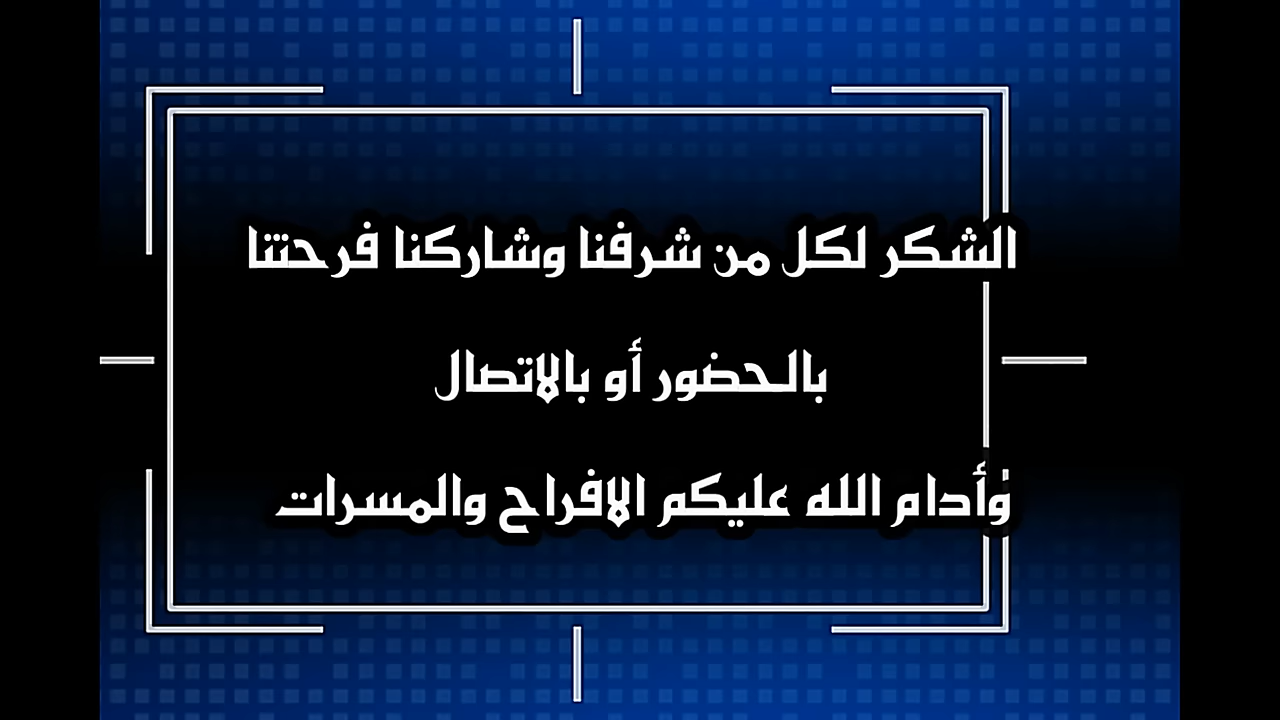 الشكر لكل من شرفنا وشاركنا فرحتنا
بالحضور أو بالاتصال
وأدام الله عليكم الافراح والمسرات